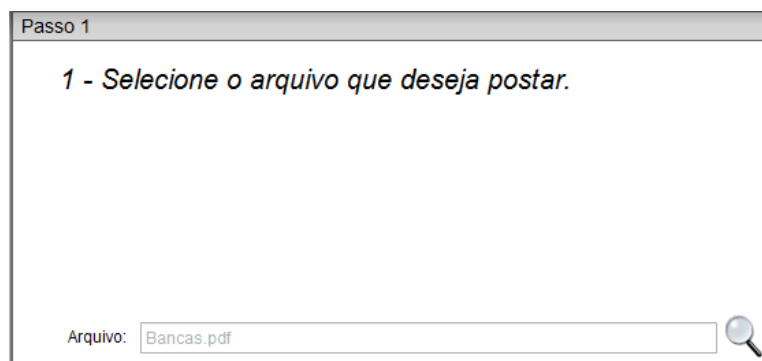 Passo 1
1 - Selecione o arquivo que deseja postar.
Arquivo: Bancas.pdf